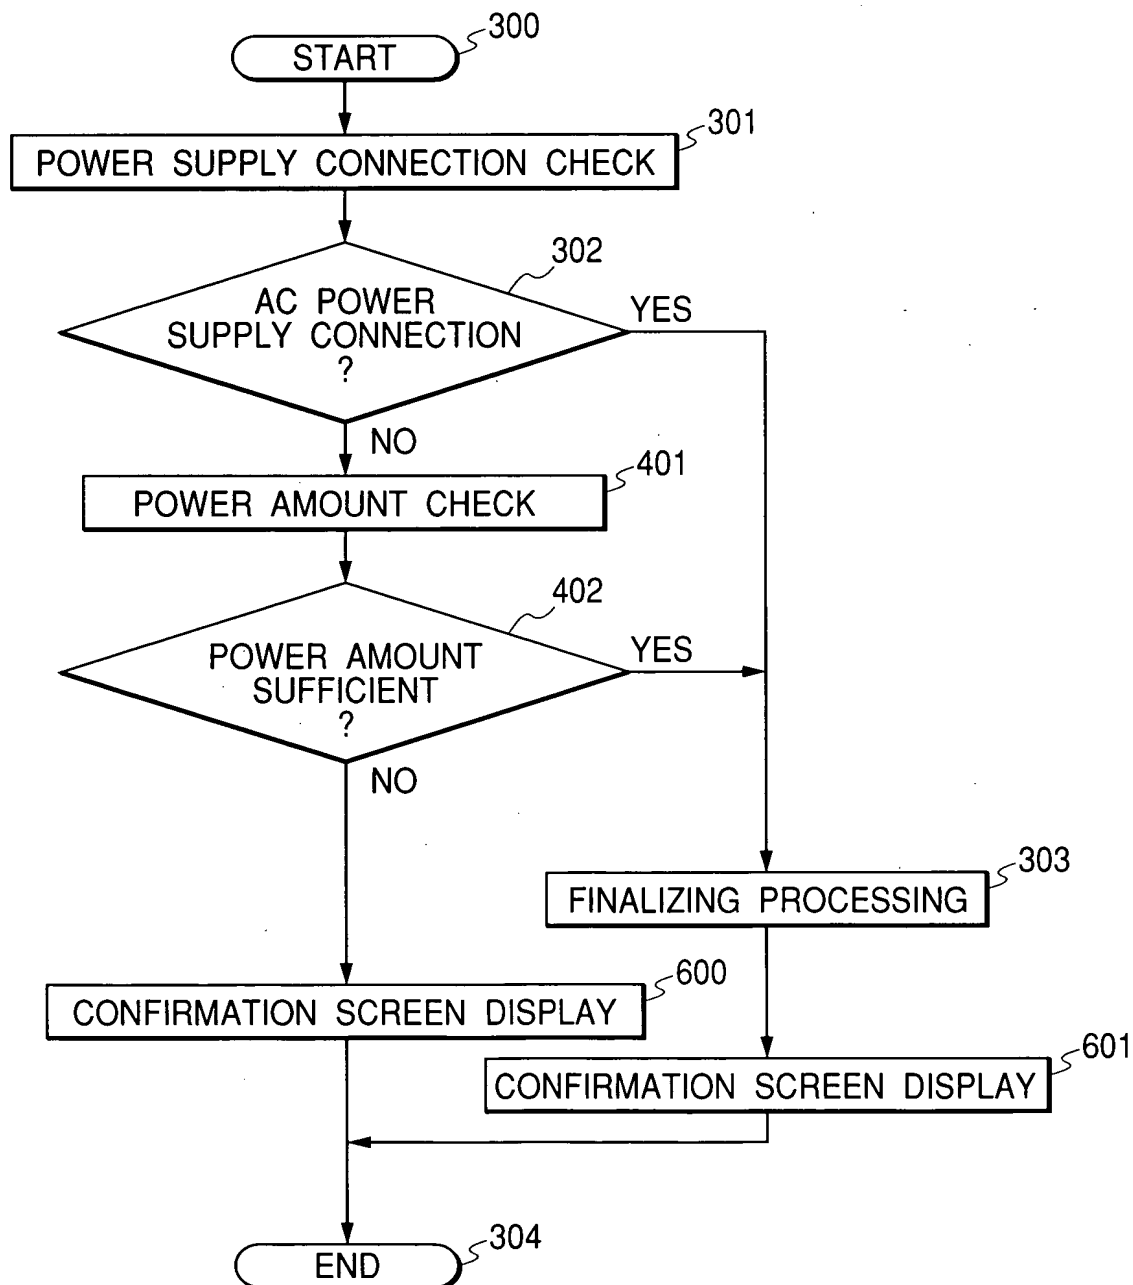 300
START
301
POWER SUPPLY CONNECTION CHECK
302
AC POWER
SUPPLY CONNECTION
?
YES
NO
401
POWER AMOUNT CHECK
402
POWER AMOUNT
SUFFICIENT
?
YES
NO
303
FINALIZING PROCESSING
600
CONFIRMATION SCREEN DISPLAY
601
CONFIRMATION SCREEN DISPLAY
304
END